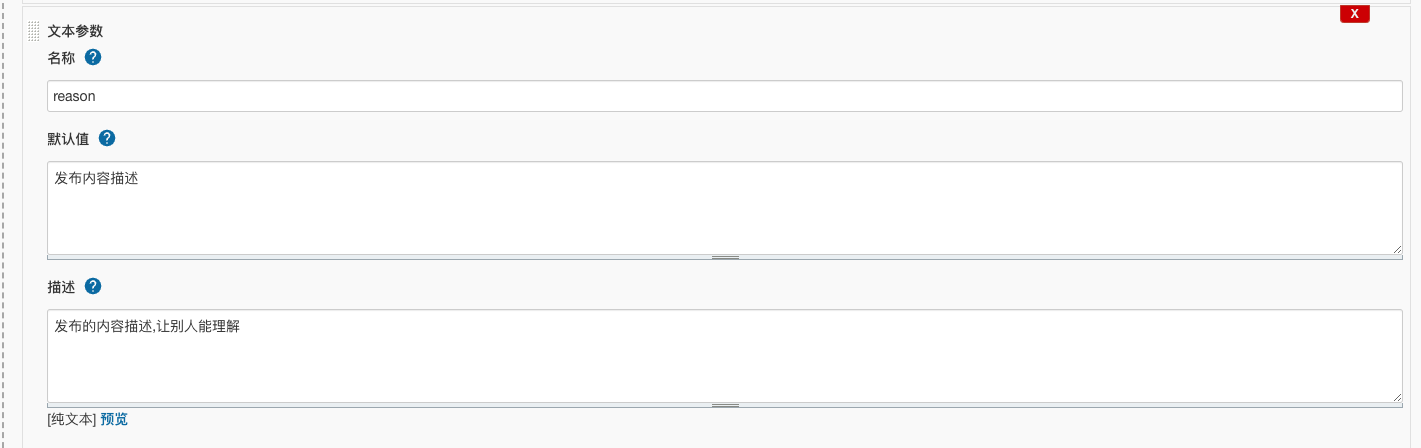 X
文本参数
名称 ?
reason
默认值 ?
发布内容描述
描述 ?
发布的内容描述,让别人能理解
[纯文本] 预览